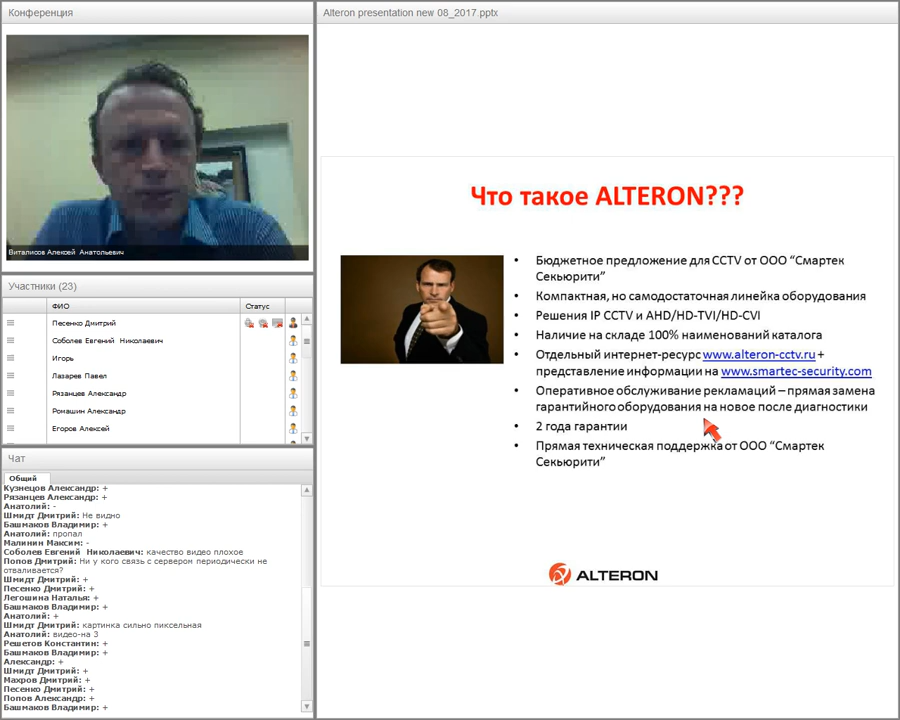 Конференция
Виталисов Алексей Анатольевич
Участники (23)
ФИО
Статус
Песенко Дмитрий
Соболев Евгений Николаевич
Игорь
Лазарев Павел
Рязанцев Александр
Ромашин Александр
Егоров Алексей
Чат
Общий
Кузнецов Александр: +
Рязанцев Александр: +
Анатолий: -
Шмидт Дмитрий: Не видно
Башмаков Владимир: +
Анатолий: пропал
Малинин Максим: -
Соболев Евгений Николаевич: качество видео плохое
Попов Дмитрий: Ни у кого связь с сервером периодически не
отваливается?
Шмидт Дмитрий: +
Песенко Дмитрий: +
Легошина Наталья: +
Башмаков Владимир: +
Анатолий: +
Шмидт Дмитрий: картинка сильно пиксельная
Анатолий: видео-на 3
Решетов Константин: +
Башмаков Владимир: +
Александр: +
Шмидт Дмитрий: +
Махров Дмитрий: +
Песенко Дмитрий: +
Попов Александр: +
Башмаков Владимир: +
Alteron presentation new 08_2017.pptx
Что такое ALTERON???
• Бюджетное предложение для CCTV от ООО “Смартек
Секьюрити”
• Компактная, но самодостаточная линейка оборудования
• Решения IP CCTV и AHD/HD-TVI/HD-CVI
• Наличие на складе 100% наименований каталога
• Отдельный интернет-ресурс www.alteron-cctv.ru +
представление информации на www.smartec-security.com
• Оперативное обслуживание рекламаций – прямая замена
гарантийного оборудования на новое после диагностики
• 2 года гарантии
• Прямая техническая поддержка от ООО “Смартек
Секьюрити”
ALTERON